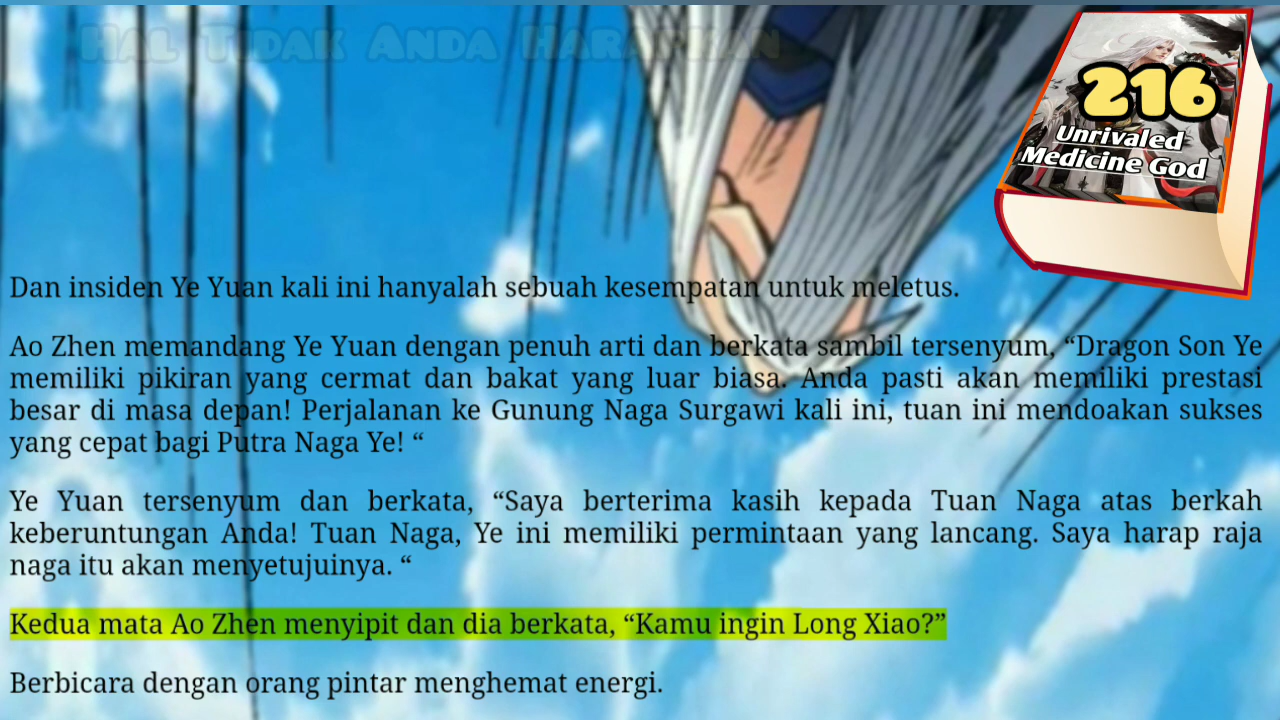 Hal Tidak Anda Harapkan
216
Unrivaled
Medicine God
Dan insiden Ye Yuan kali ini hanyalah sebuah kesempatan untuk meletus.
Ao Zhen memandang Ye Yuan dengan penuh arti dan berkata sambil tersenyum, “Dragon Son Ye
memiliki pikiran yang cermat dan bakat yang luar biasa. Anda pasti akan memiliki prestasi
besar di masa depan! Perjalanan ke Gunung Naga Surgawi kali ini, tuan ini mendoakan sukses
yang cepat bagi Putra Naga Ye! “
Ye Yuan tersenyum dan berkata, “Saya berterima kasih kepada Tuan Naga atas berkah
keberuntungan Anda! Tuan Naga, Ye ini memiliki permintaan yang lancang. Saya harap raja
naga itu akan menyetujuinya. “
Kedua mata Ao Zhen menyipit dan dia berkata, “Kamu ingin Long Xiao?”
Berbicara dengan orang pintar menghemat energi.